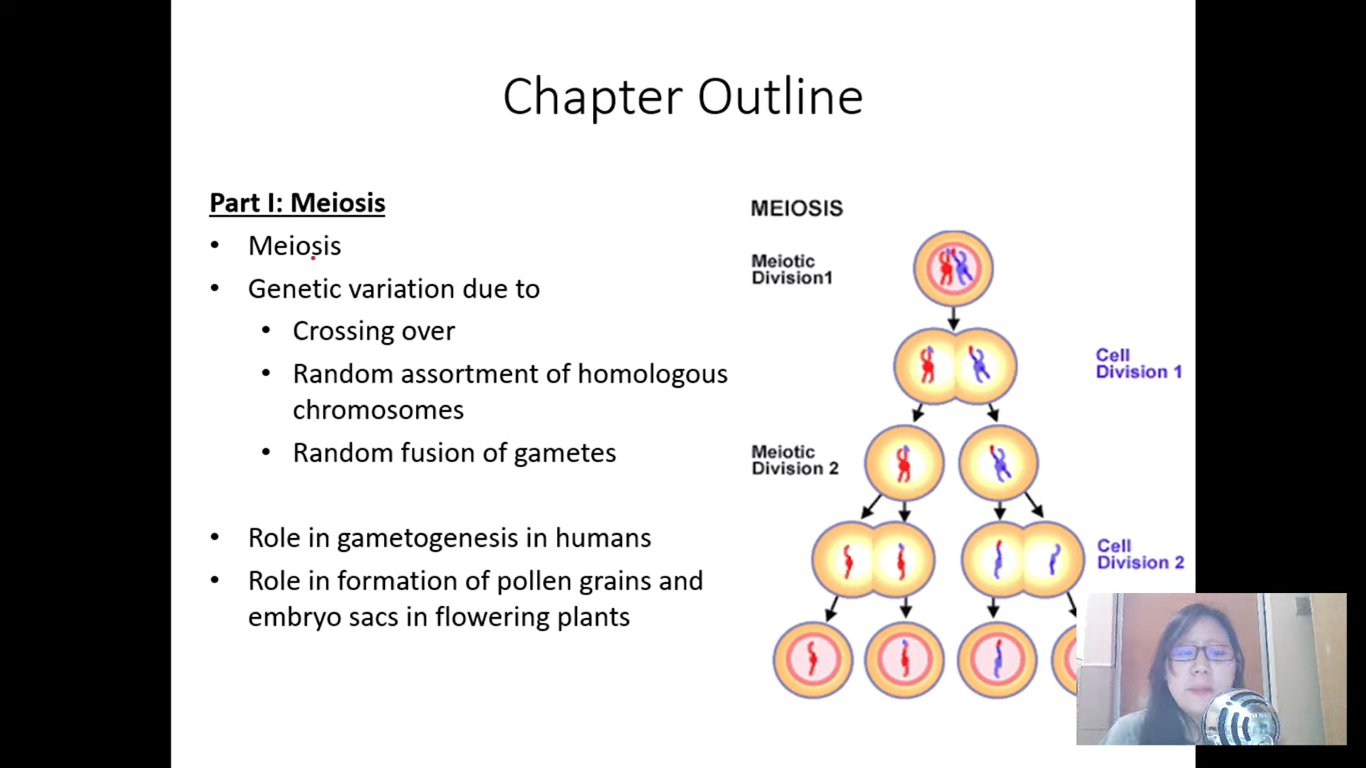 Chapter Outline
Part I: Meiosis
• Meiosis
• Genetic variation due to
• Crossing over
• Random assortment of homologous
chromosomes
• Random fusion of gametes
• Role in gametogenesis in humans
• Role in formation of pollen grains and
embryo sacs in flowering plants
MEIOSIS
Meiotic
Division1
Cell
Division 1
Meiotic
Division 2
Cell
Division 2